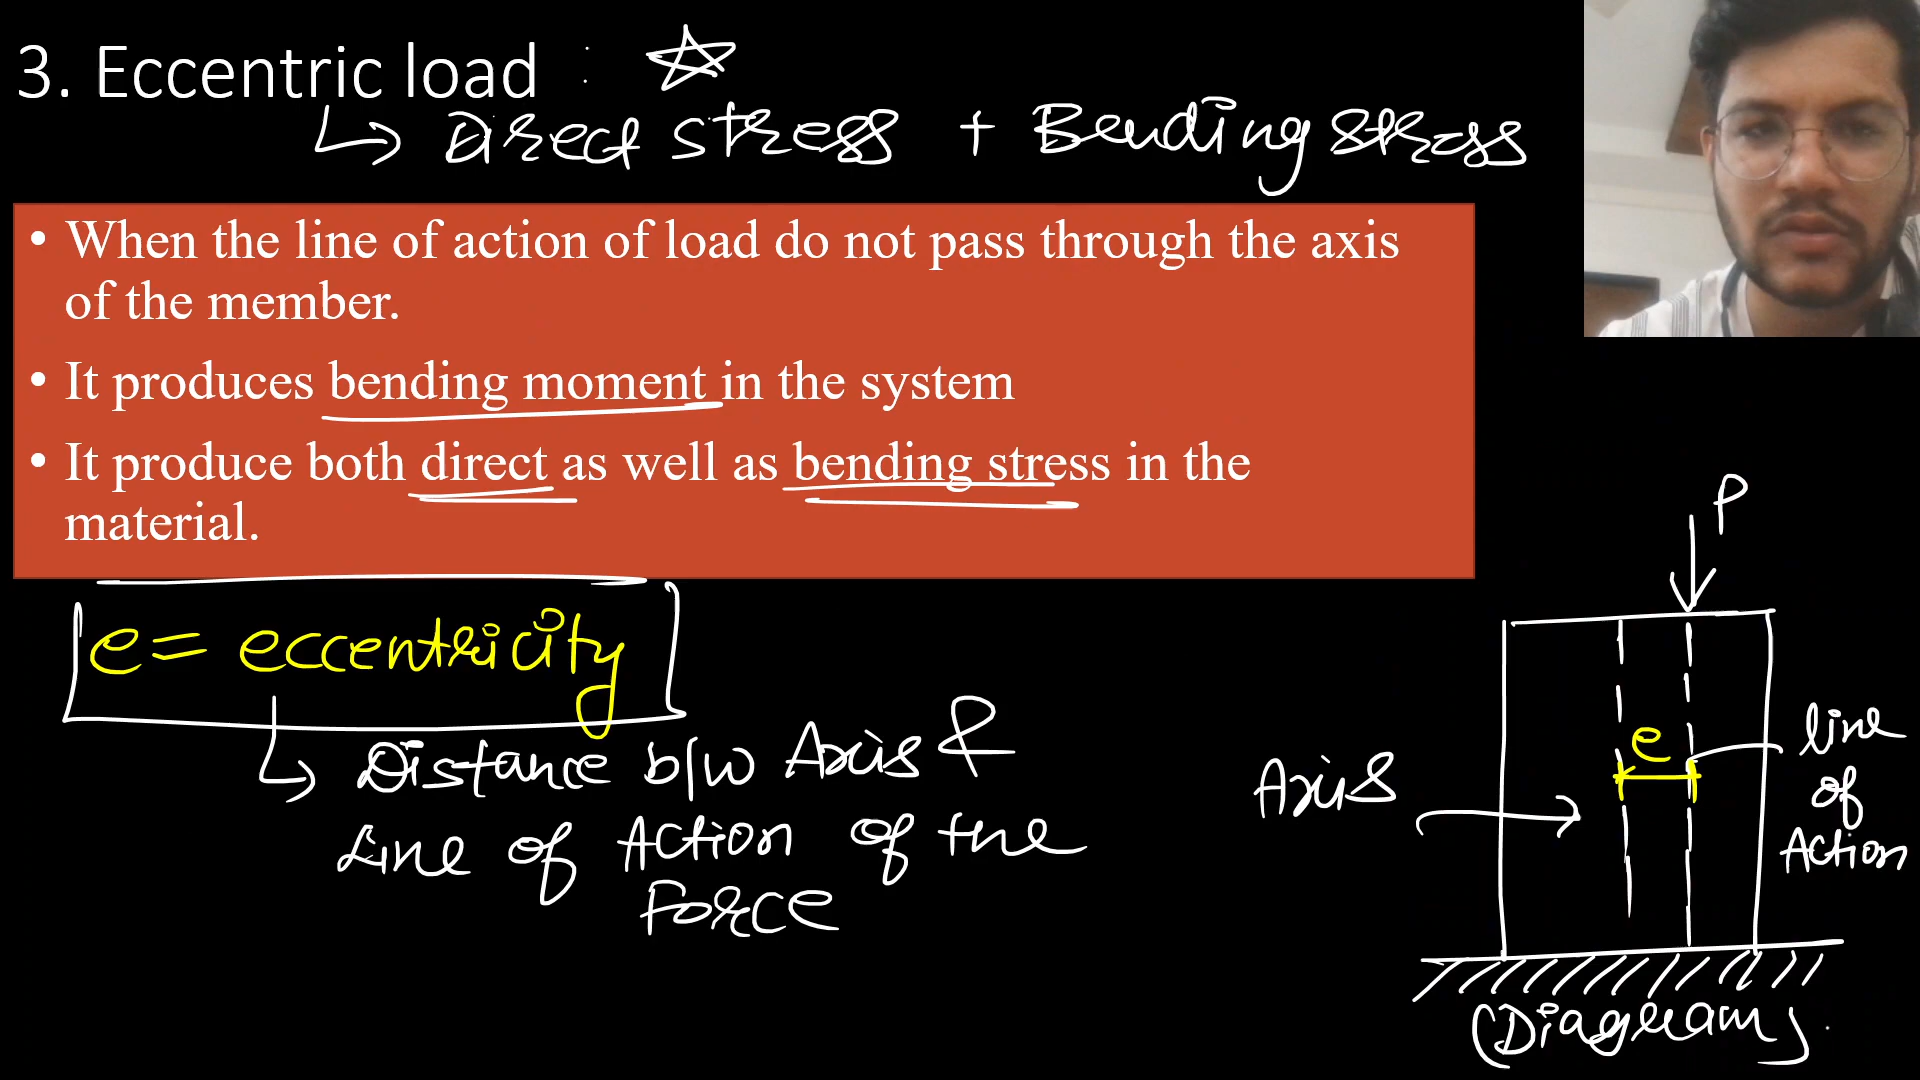 3. Eccentric load :
↳ Direct stress + Bending stress
• When the line of action of load do not pass through the axis
of the member.
• It produces bending moment in the system
• It produce both direct as well as bending stress in the
material.
e = eccentricity
↳ Distance b/w Axis &
Line of Action of the
Force
P
e
Axis
line
of
Action
(Diagram)